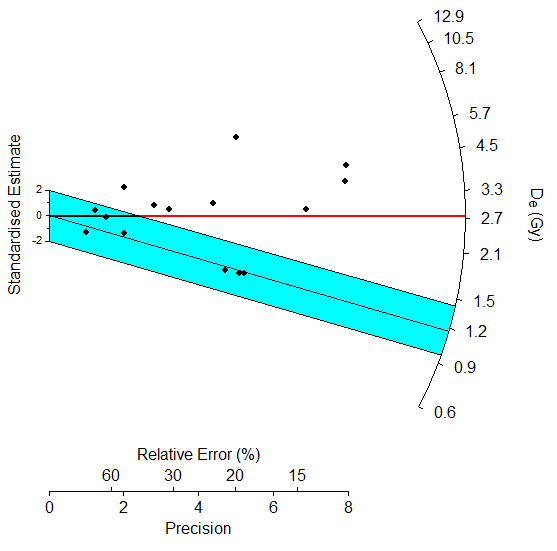 12.9
10.5
8.1
5.7
4.5
3.3
2.7
2.1
1.5
1.2
0.9
0.6
De (Gy)
Standardised Estimate
2
0
-2
Relative Error (%)
60 30 20 15
0 2 4 6 8
Precision